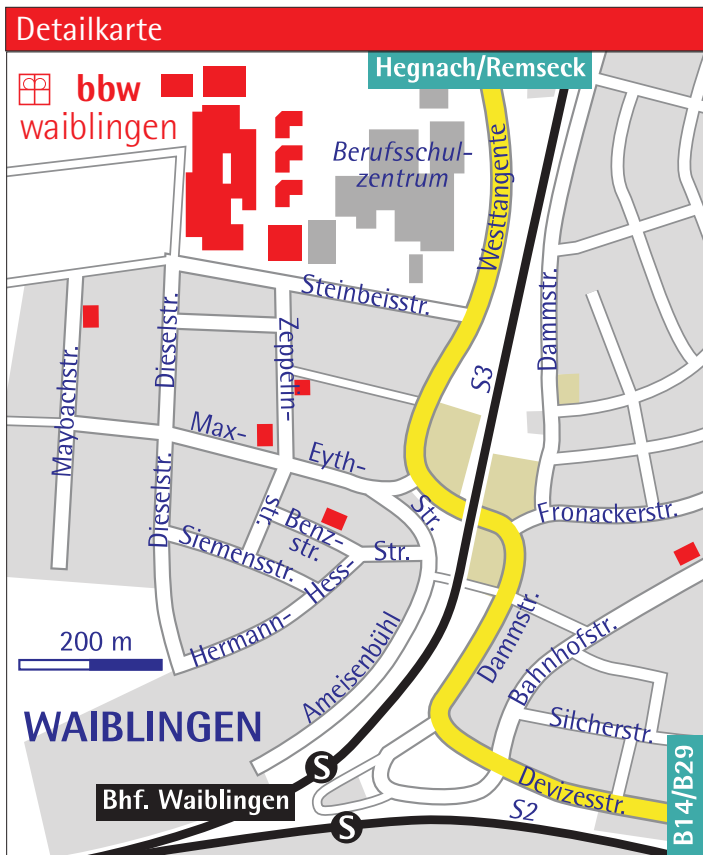 Detailkarte
Hegnach/Remseck
bbw
waiblingen
Berufsschul-
zentrum
Westtangente
Steinbeisstr.
Dieselstr.
Zeppelin-
str.
Maybachstr.
Dammstr.
S3
Max-
Eyth-
Str.
Dieselstr.
Siemensstr.
Benz-
str.
Hermann-
Hess-
Str.
Fronackerstr.
200 m
Ameisenbühl
Dammstr.
Bahnhofstr.
Silcherstr.
WAIBLINGEN
S
Bhf. Waiblingen
S
Devizesstr.
S2
B14/B29